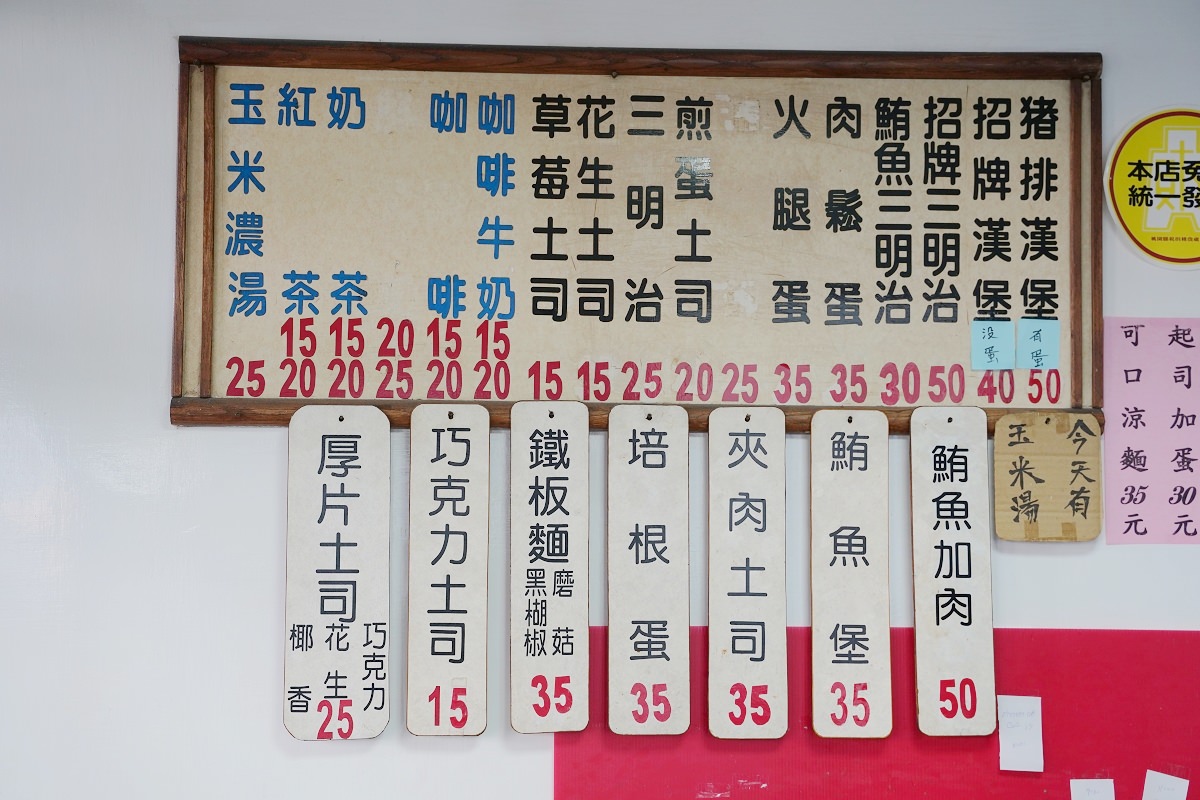 猪排漢堡 50
有蛋
招牌漢堡 40
没蛋
招牌三明治 50
鮪魚三明治 30
肉鬆蛋 35
火腿蛋 35
25
煎蛋土司 20
三明治 25
花生土司 15
草莓土司 15
咖啡牛奶 15 20
咖啡 15 20
20 25
奶茶 15 20
紅茶 15 20
玉米濃湯 25
今天有
玉米湯
鮪魚加肉 50
鮪魚堡 35
夾肉土司 35
培根蛋 35
鐵板麵
磨菇
黑椒
35
巧克力土司 15
厚片土司
巧克力
花生
椰香
25
本店免
統一發
起司加蛋30元
可口涼麵35元